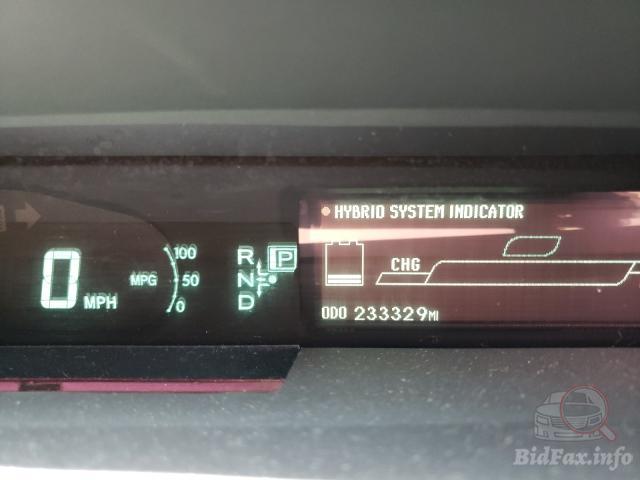 HYBRID SYSTEM INDICATOR
0 MPH
MPG
100
50
0
R
N
D
P
CHG
ODO 233329MI
BidFax.info